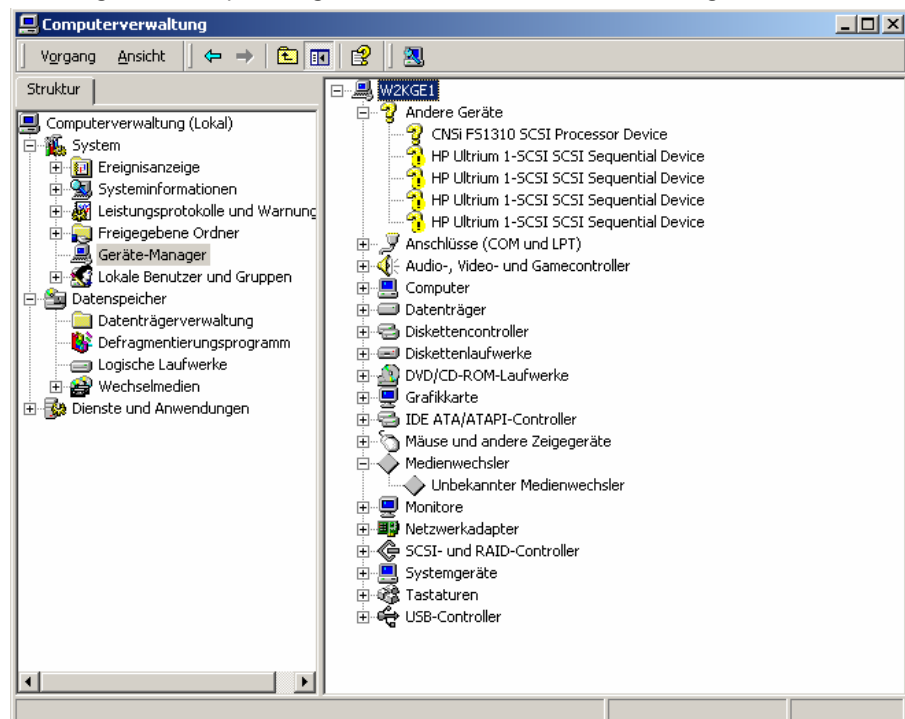 Computerverwaltung
Vorgang Ansicht
Struktur
Computerverwaltung (Lokal)
System
Ereignisanzeige
Systeminformationen
Leistungsprotokolle und Warnung
Freigegebene Ordner
Geräte-Manager
Lokale Benutzer und Gruppen
Datenspeicher
Datenträgerverwaltung
Defragmentierungsprogramm
Logische Laufwerke
Wechselmedien
Dienste und Anwendungen
W2KGE1
Andere Geräte
CNSi FS1310 SCSI Processor Device
HP Ultrium 1-SCSI SCSI Sequential Device
HP Ultrium 1-SCSI SCSI Sequential Device
HP Ultrium 1-SCSI SCSI Sequential Device
HP Ultrium 1-SCSI SCSI Sequential Device
Anschlüsse (COM und LPT)
Audio-, Video- und Gamecontroller
Computer
Datenträger
Diskettencontroller
Diskettenlaufwerke
DVD/CD-ROM-Laufwerke
Grafikkarte
IDE ATA/ATAPI-Controller
Mäuse und andere Zeigegeräte
Medienwechsler
Unbekannter Medienwechsler
Monitore
Netzwerkadapter
SCSI- und RAID-Controller
Systemgeräte
Tastaturen
USB-Controller